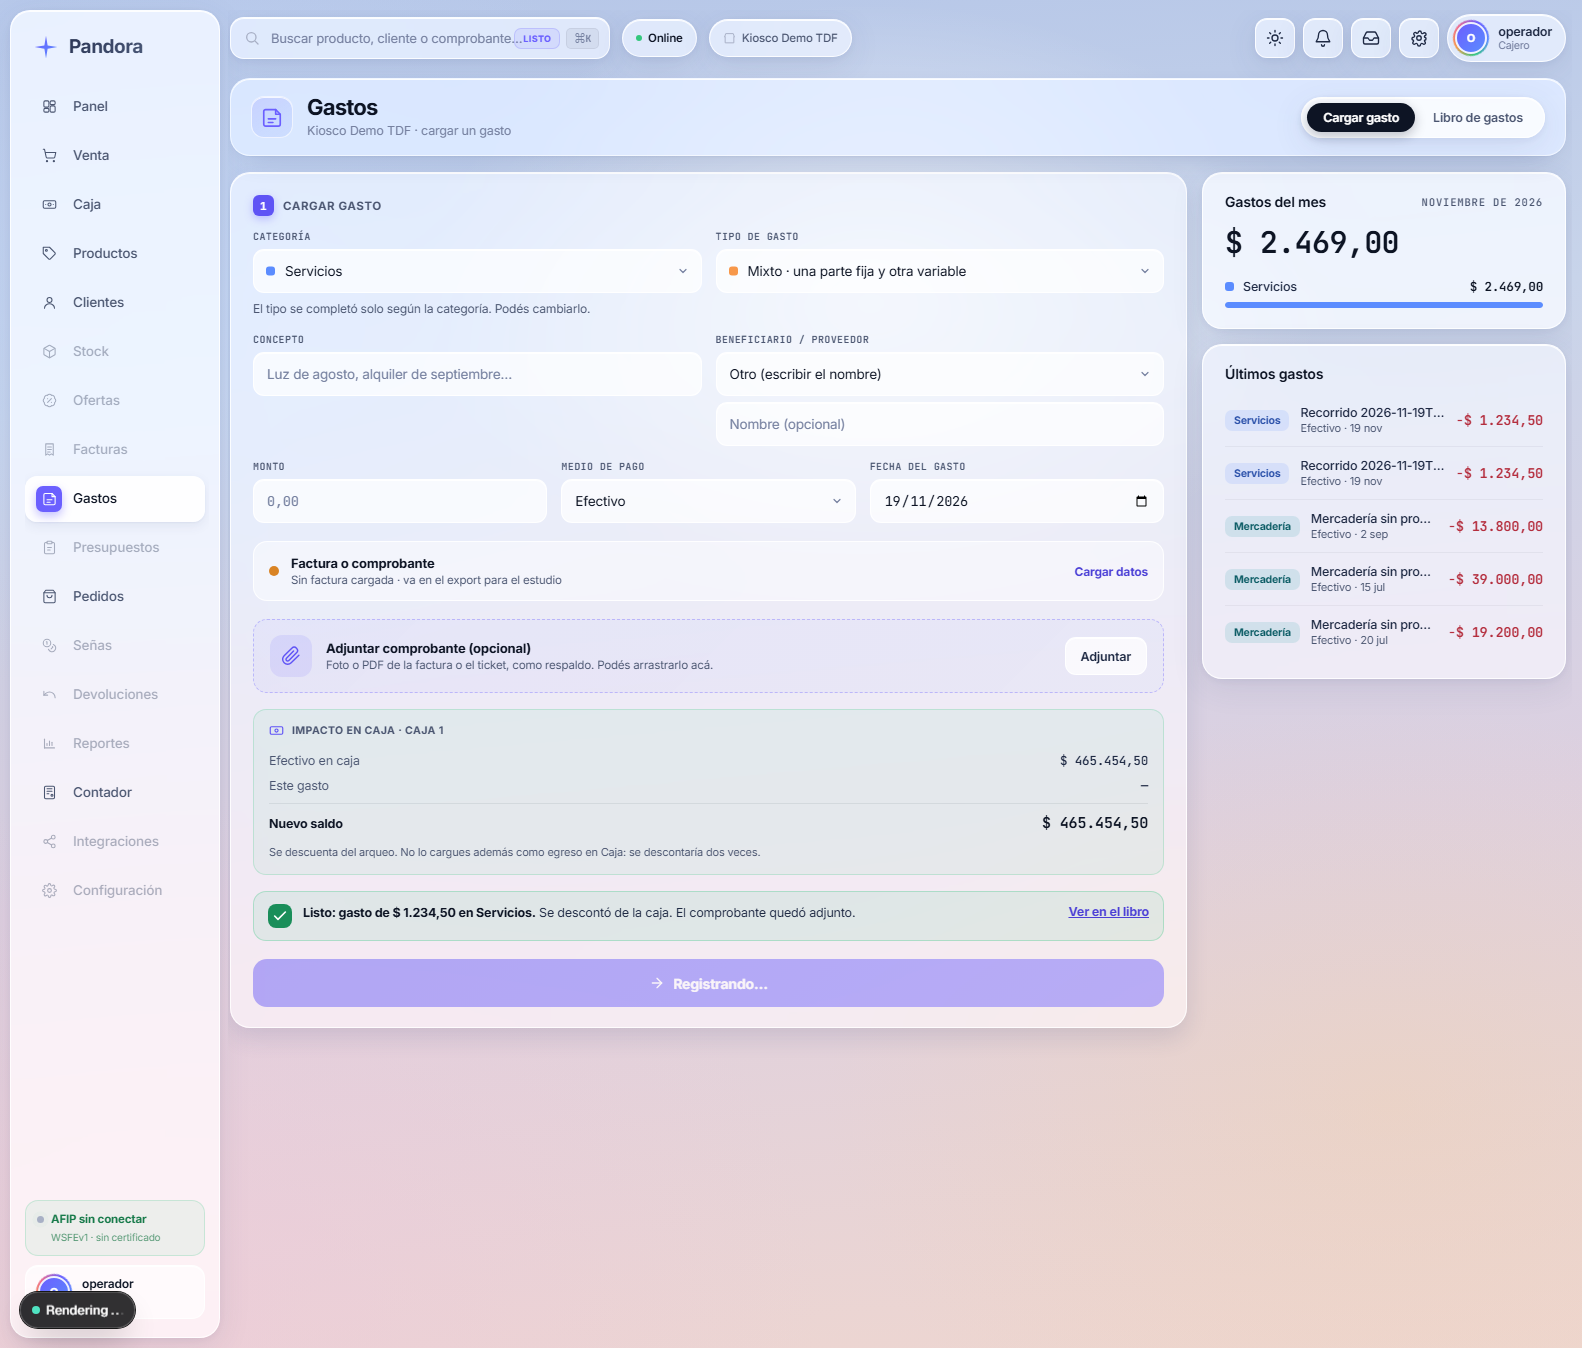 Pandora
Panel
Venta
Caja
Productos
Clientes
Stock
Ofertas
Facturas
Gastos
Presupuestos
Pedidos
Señas
Devoluciones
Reportes
Contador
Integraciones
Configuración
AFIP sin conectar
WSFEv1 · sin certificado
operador
Rendering ...
Buscar producto, cliente o comprobante... LISTO ⌘K
Online
Kiosco Demo TDF
O
operador
Cajero
Gastos
Kiosco Demo TDF · cargar un gasto
Cargar gasto
Libro de gastos
1 CARGAR GASTO
CATEGORÍA
Servicios
El tipo se completó solo según la categoría. Podés cambiarlo.
TIPO DE GASTO
Mixto · una parte fija y otra variable
CONCEPTO
Luz de agosto, alquiler de septiembre...
BENEFICIARIO / PROVEEDOR
Otro (escribir el nombre)
Nombre (opcional)
MONTO
0,00
MEDIO DE PAGO
Efectivo
FECHA DEL GASTO
19/11/2026
Factura o comprobante
Sin factura cargada · va en el export para el estudio
Cargar datos
Adjuntar comprobante (opcional)
Foto o PDF de la factura o el ticket, como respaldo. Podés arrastrarlo acá.
Adjuntar
IMPACTO EN CAJA · CAJA 1
Efectivo en caja $ 465.454,50
Este gasto —
Nuevo saldo $ 465.454,50
Se descuenta del arqueo. No lo cargues además como egreso en Caja: se descontaría dos veces.
Listo: gasto de $ 1.234,50 en Servicios. Se descontó de la caja. El comprobante quedó adjunto. Ver en el libro
Registrando...
Gastos del mes NOVIEMBRE DE 2026
$ 2.469,00
Servicios $ 2.469,00
Últimos gastos
Servicios Recorrido 2026-11-19T... -$ 1.234,50
Efectivo · 19 nov
Servicios Recorrido 2026-11-19T... -$ 1.234,50
Efectivo · 19 nov
Mercadería Mercadería sin pro... -$ 13.800,00
Efectivo · 2 sep
Mercadería Mercadería sin pro... -$ 39.000,00
Efectivo · 15 jul
Mercadería Mercadería sin pro... -$ 19.200,00
Efectivo · 20 jul